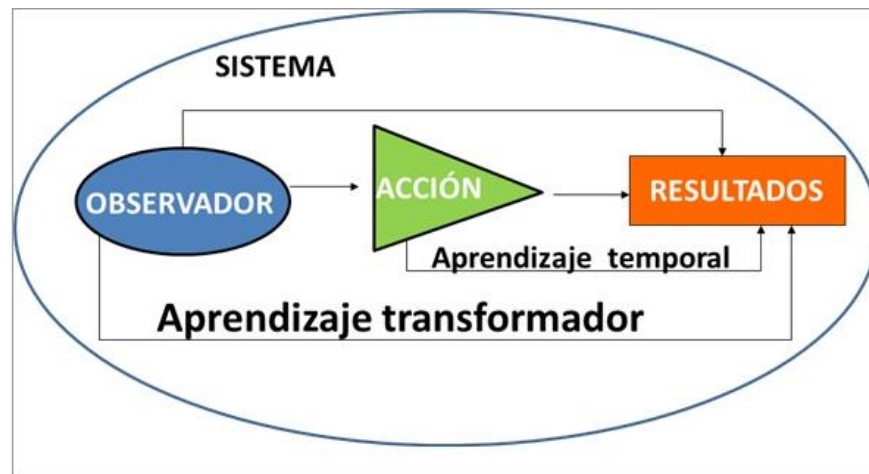 SISTEMA
OBSERVADOR
ACCIÓN
RESULTADOS
Aprendizaje temporal
Aprendizaje transformador